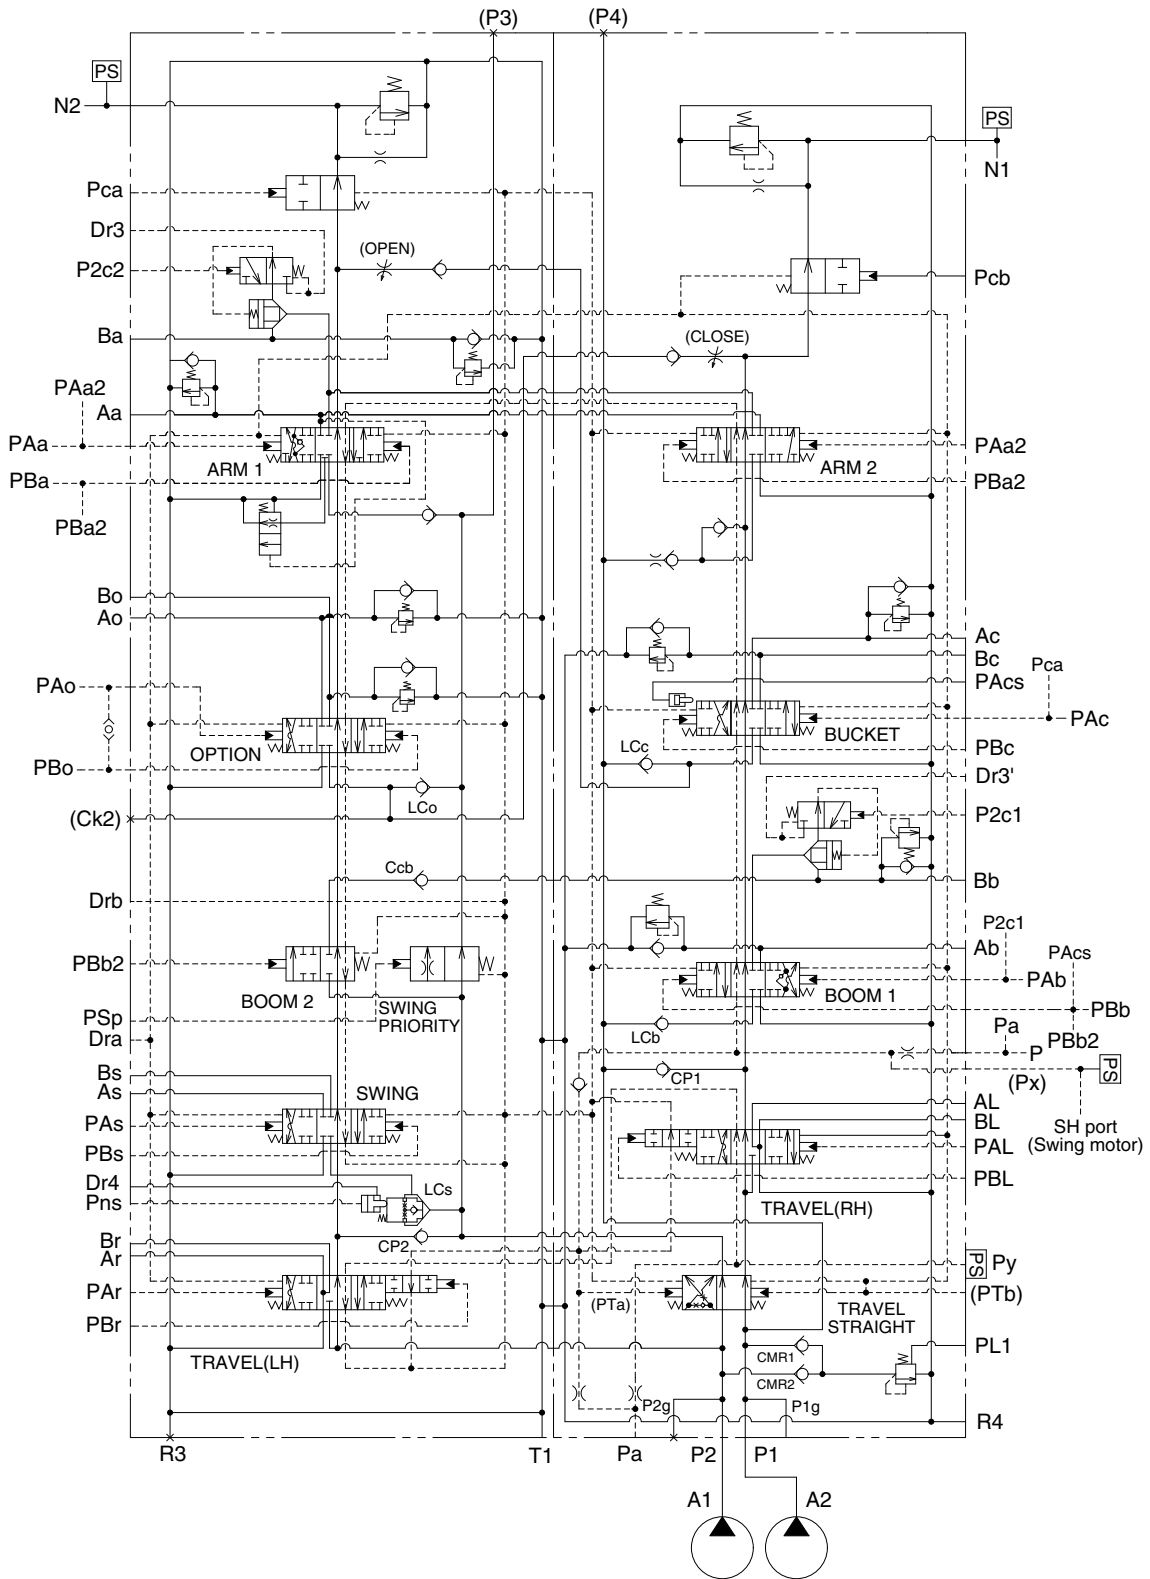 (P3)
(P4)
PS
N2
PS
N1
Pca
Dr3
(OPEN)
P2c2
Pcb
Ba
(CLOSE)
PAa2
Aa
PAa
ARM 1
ARM 2
PAa2
PBa
PBa2
PBa2
Bo
Ao
Ac
Bc
Pca
PAo
PAcs
PAc
OPTION
BUCKET
PBo
LCc
PBc
Dr3'
LCo
(Ck2)
P2c1
Ccb
Bb
Drb
P2c1
Ab
PAcs
PBb2
PAb
BOOM 2
SWING
PRIORITY
BOOM 1
PBb
PSp
Pa
PBb2
Dra
LCb
P
Bs
CP1
(Px)
PS
As
SWING
AL
BL
PAs
SH port
(Swing motor)
PAL
PBs
Dr4
LCs
PBL
Pns
TRAVEL(RH)
Br
CP2
Ar
PS
Py
PAr
(PTa)
TRAVEL
STRAIGHT
(PTb)
PBr
TRAVEL(LH)
CMR1
PL1
CMR2
P2g
P1g
R4
R3
T1
Pa
P2
P1
A1
A2